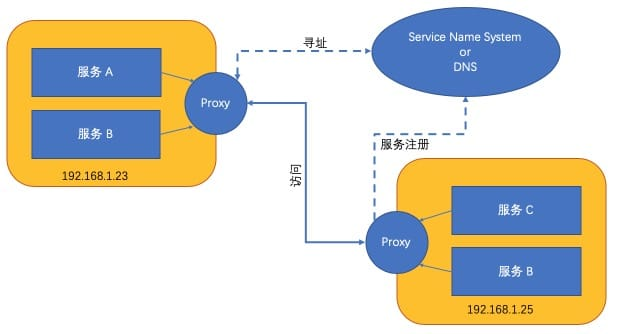 服务 A
服务 B
192.168.1.23
Proxy
寻址
Service Name System
or
DNS
服务注册
访问
Proxy
服务 C
服务 B
192.168.1.25